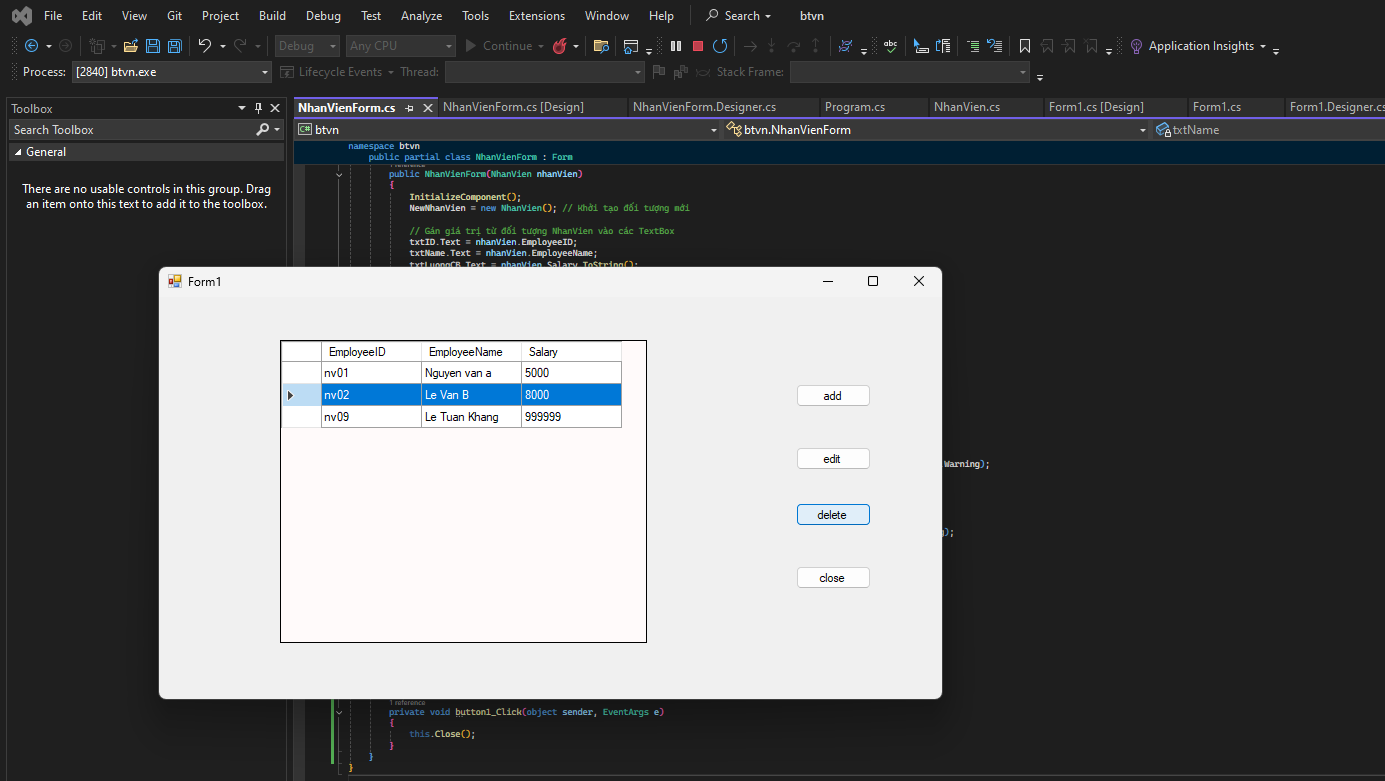 File Edit View Git Project Build Debug Test Analyze Tools Extensions Window Help Search btvn
Debug Any CPU Continue Application Insights
Process: [2840] btvn.exe Lifecycle Events Thread: Stack Frame:
Toolbox
Search Toolbox
General
There are no usable controls in this group. Drag
an item onto this text to add it to the toolbox.
NhanVienForm.cs NhanVienForm.cs [Design] NhanVienForm.Designer.cs Program.cs NhanVien.cs Form1.cs [Design] Form1.cs Form1.Designer.cs
btvn btvn.NhanVienForm txtName
namespace btvn
public partial class NhanVienForm : Form
public NhanVienForm(NhanVien nhanVien)
{
InitializeComponent();
NewNhanVien = new NhanVien(); // Khởi tạo đối tượng mới
// Gán giá trị từ đối tượng NhanVien vào các TextBox
txtID.Text = nhanVien.EmployeeID;
txtName.Text = nhanVien.EmployeeName;
txtLuongCB.Text = nhanVien.Salary.ToString();
Form1
EmployeeID EmployeeName Salary
nv01 Nguyen van a 5000
nv02 Le Van B 8000
nv09 Le Tuan Khang 999999
add
edit
delete
close
Warning);
);
1 reference
private void button1_Click(object sender, EventArgs e)
{
this.Close();
}
}
}